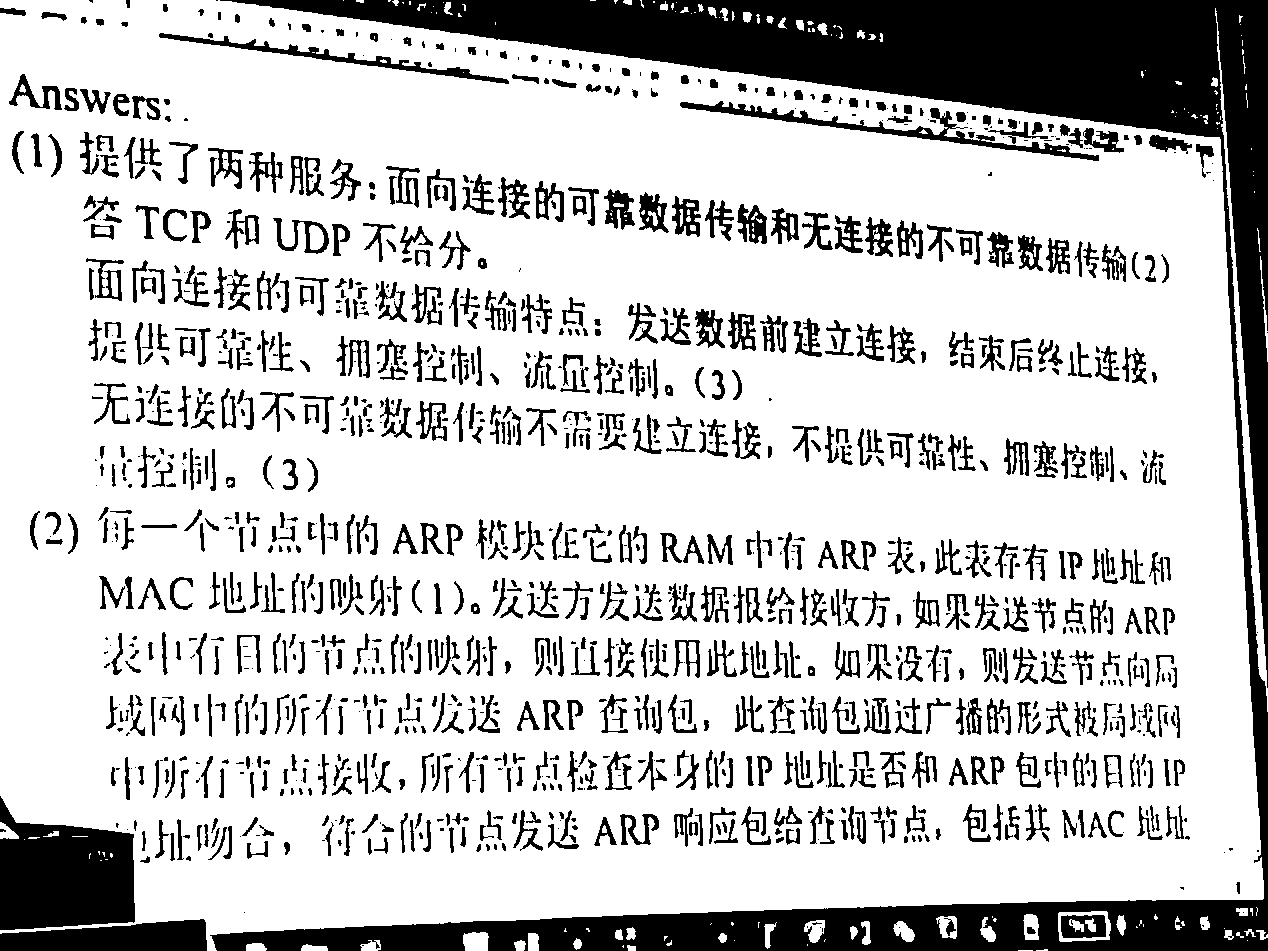 Answers:
(1) 提供了两种服务:面向连接的可靠数据传输和无连接的不可靠数据传输(2)
答 TCP 和 UDP 不给分。
面向连接的可靠数据传输特点:发送数据前建立连接,结束后终止连接,
提供可靠性、拥塞控制、流量控制。(3)
无连接的不可靠数据传输不需要建立连接,不提供可靠性、拥塞控制、流
量控制。(3)
(2) 每一个节点中的 ARP 模块在它的 RAM 中有 ARP 表,此表存有 IP 地址和
MAC 地址的映射(1)。发送方发送数据报给接收方,如果发送节点的 ARP
表中有目的节点的映射,则直接使用此地址。如果没有,则发送节点向局
域网中的所有节点发送 ARP 查询包,此查询包通过广播的形式被局域网
中所有节点接收,所有节点检查本身的 IP 地址是否和 ARP 包中的目的 IP
地址吻合,符合的节点发送 ARP 响应包给查询节点,包括其 MAC 地址